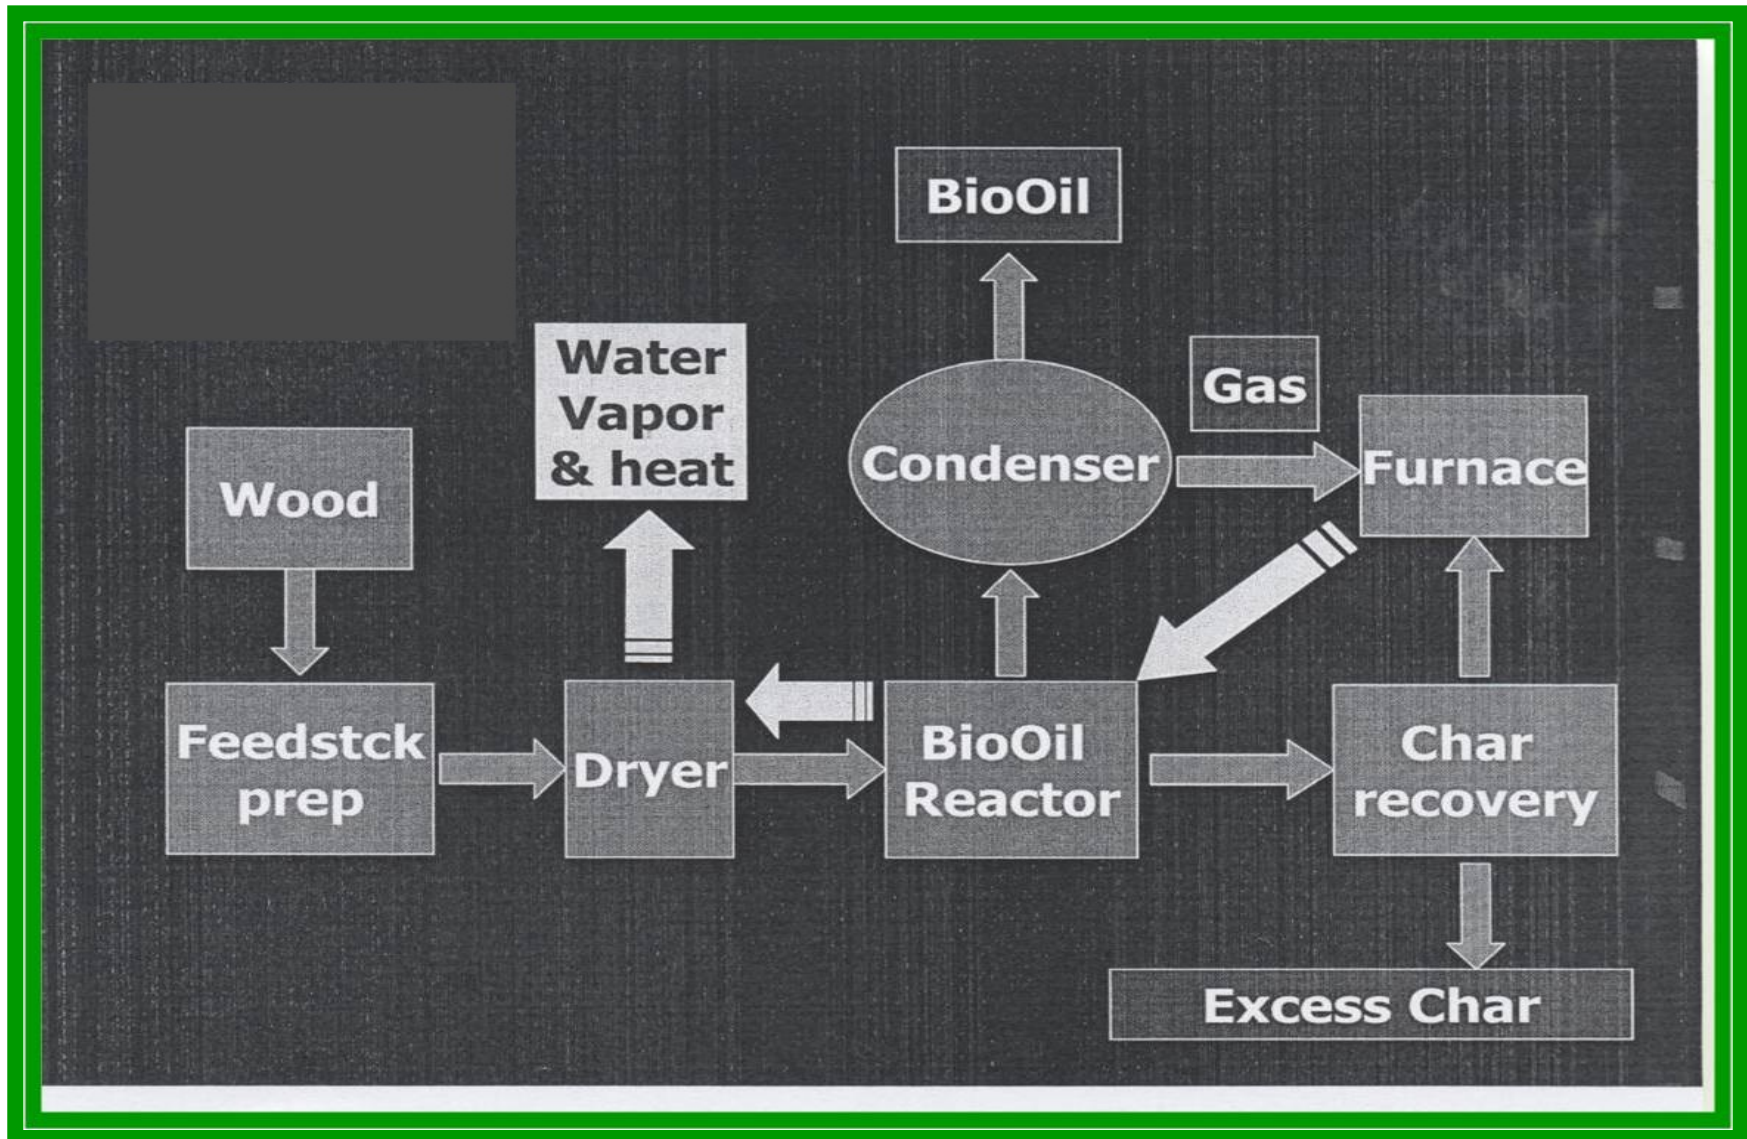 BioOil
Water
Vapor
& heat
Gas
Condenser
Furnace
Wood
Feedstck
prep
Dryer
BioOil
Reactor
Char
recovery
Excess Char